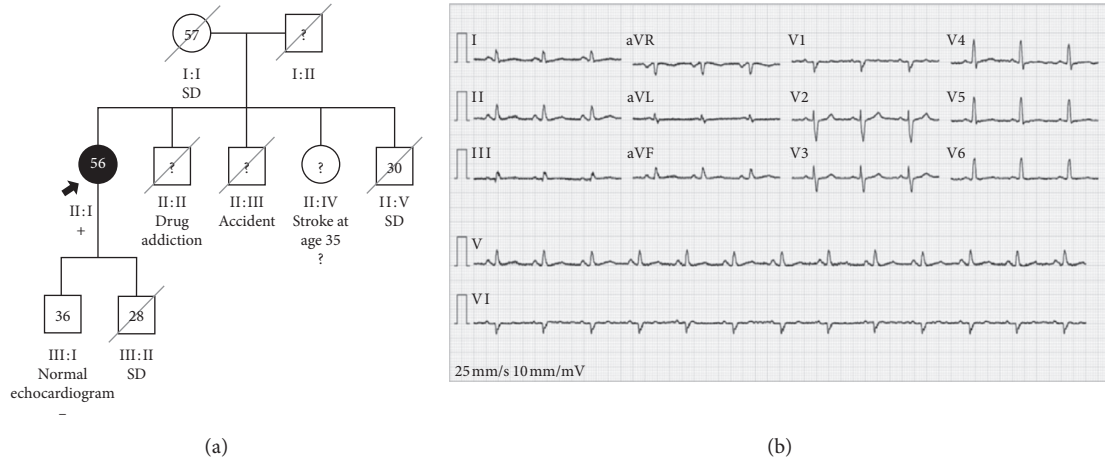 57
?
I:I
SD
I:II
56
?
?
?
30
II:I
+
II:II
Drug
addiction
II:III
Accident
II:IV
Stroke at
age 35
?
II:V
SD
36
28
III:I
Normal
echocardiogram
–
III:II
SD
(a)
I
aVR
V1
V4
II
aVL
V2
V5
III
aVF
V3
V6
V
VI
25 mm/s 10 mm/mV
(b)